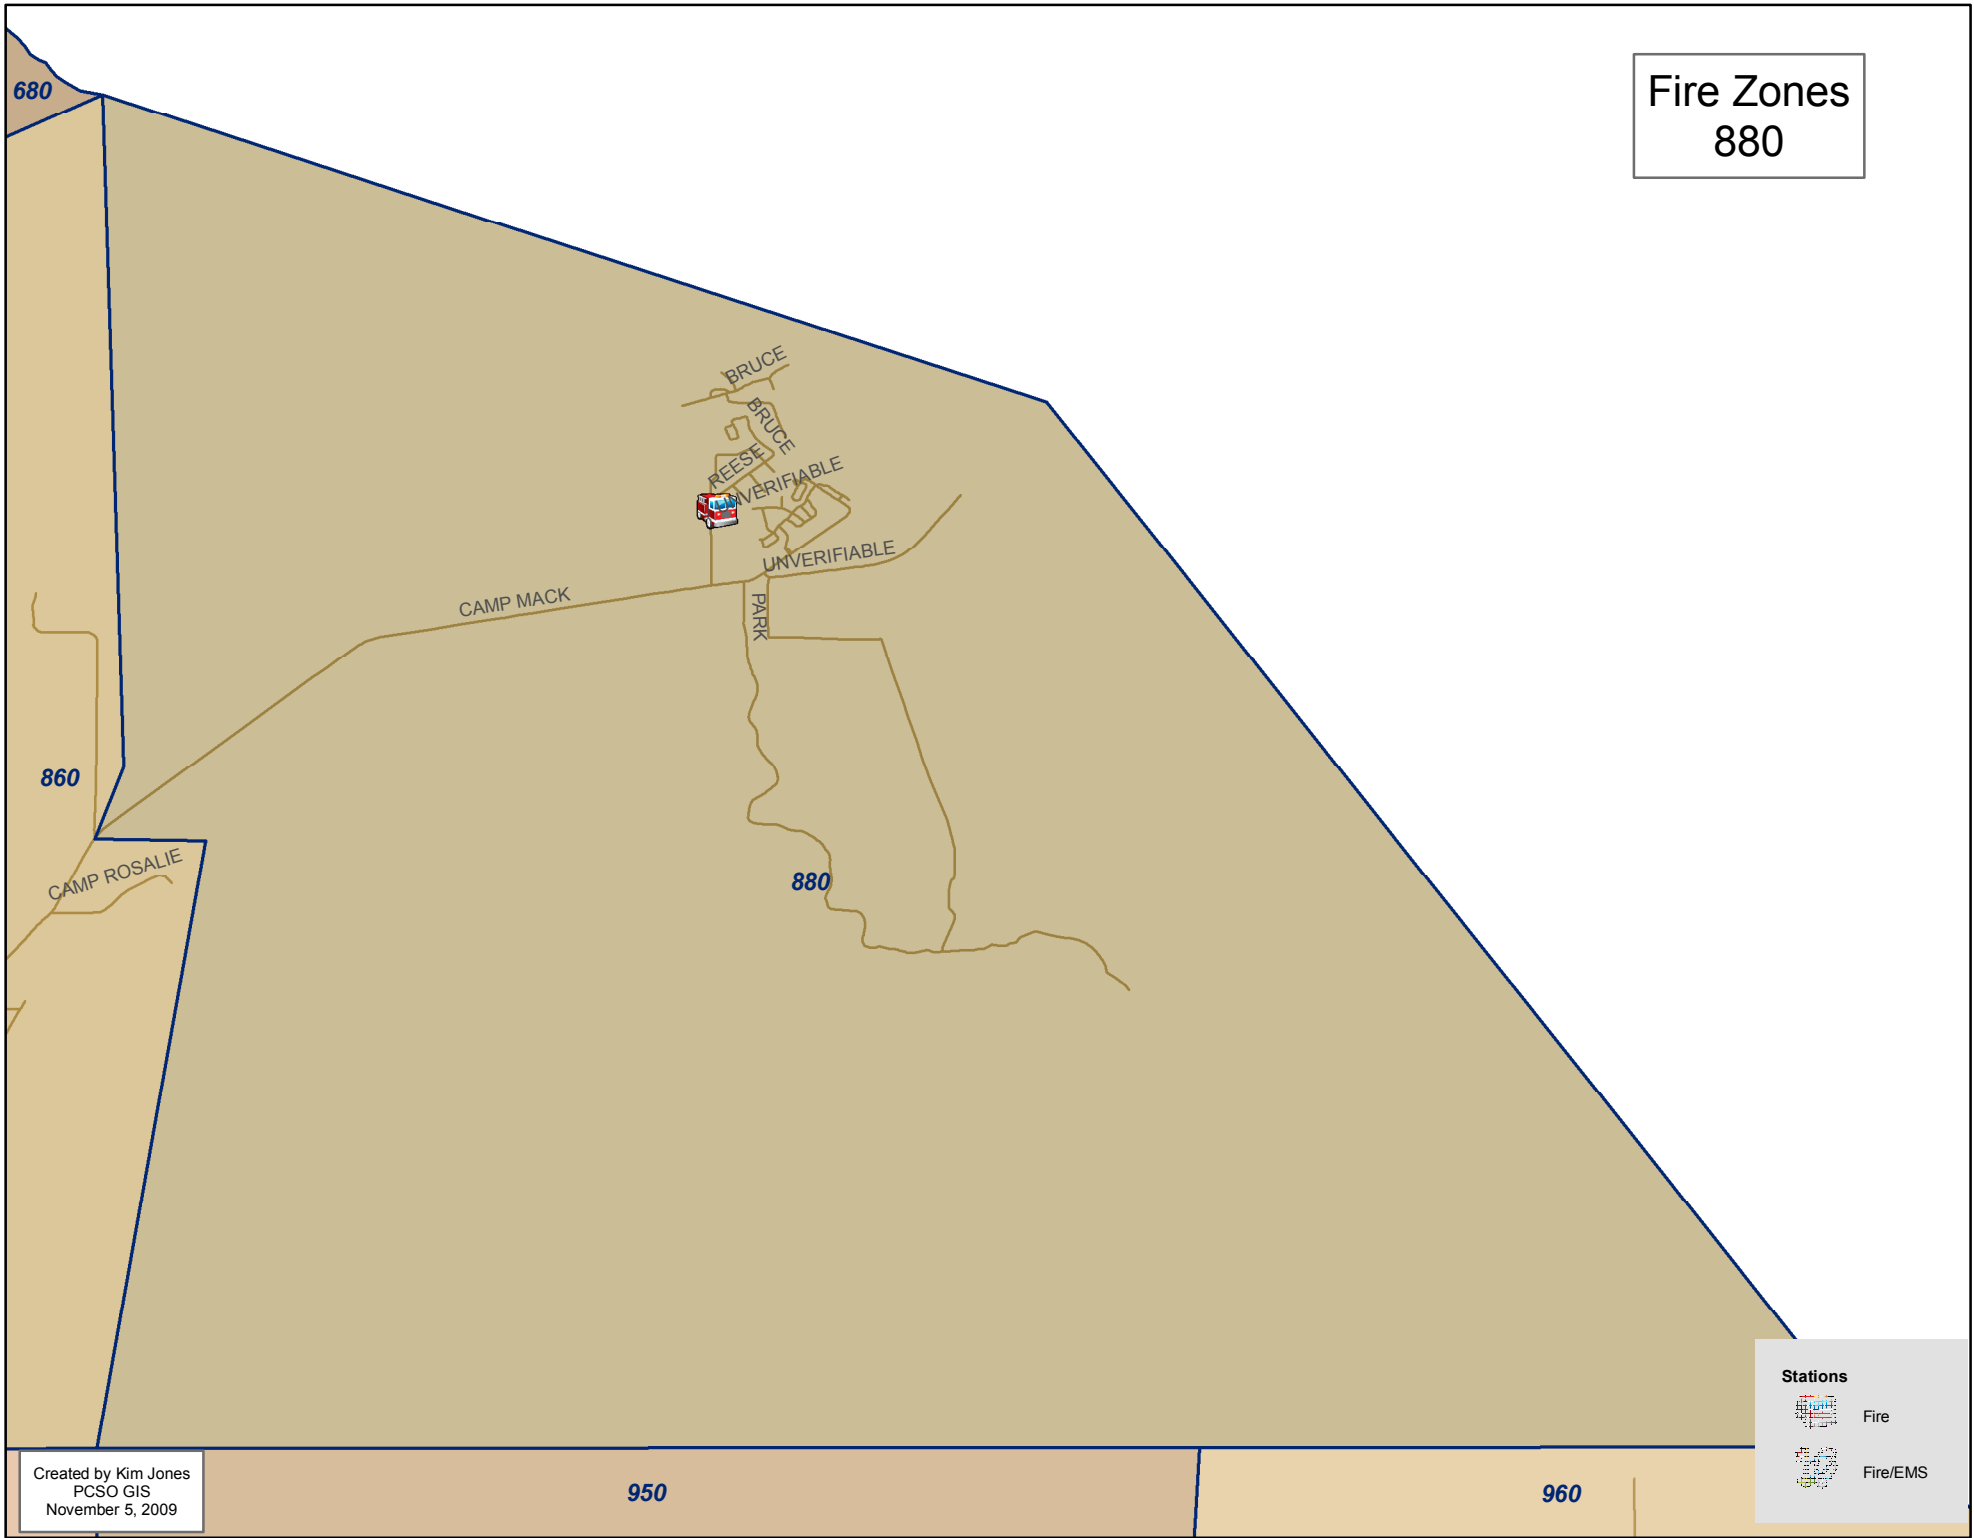 680
Fire Zones
880
BRUCE
BRUCE
REESE
UNVERIFIABLE
UNVERIFIABLE
CAMP MACK
PARK
860
CAMP ROSALIE
880
Stations
Fire
Fire/EMS
Created by Kim Jones
PCSO GIS
November 5, 2009
950
960